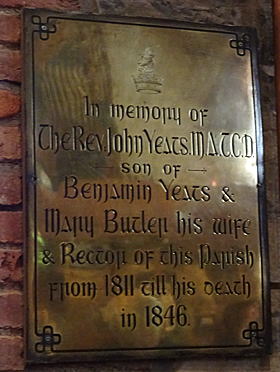 In memory of
The Rev. John Yeats, M.A.T.C.D.
son of
Benjamin Yeats &
Mary Butler his wife
& Rector of this Parish
from 1811 till his death
in 1846.